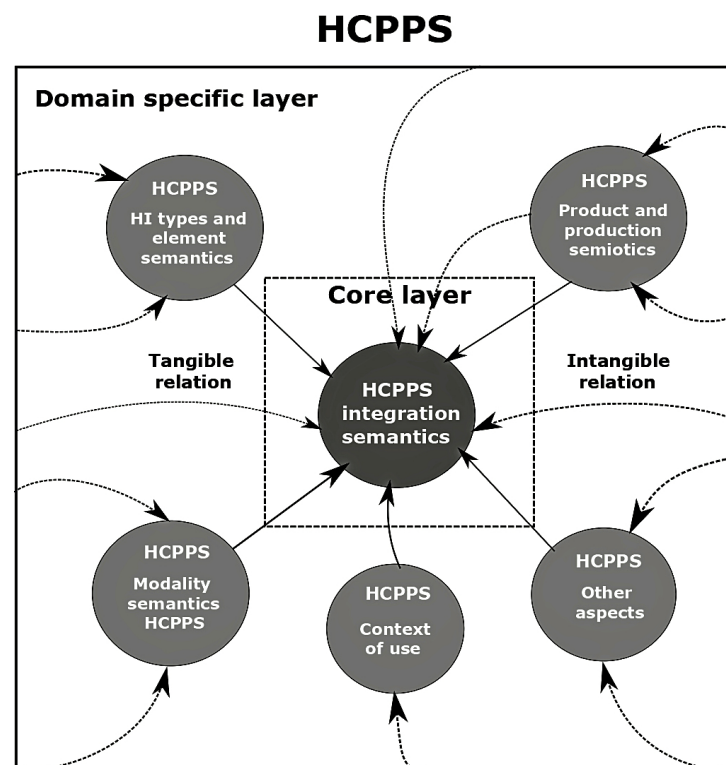 HCPPS
Domain specific layer
HCPPS
HI types and
element
semantics
HCPPS
Product and
production
semiotics
Core layer
Tangible
relation
Intangible
relation
HCPPS
integration
semantics
HCPPS
Modality
semantics
HCPPS
HCPPS
Context
of use
HCPPS
Other
aspects